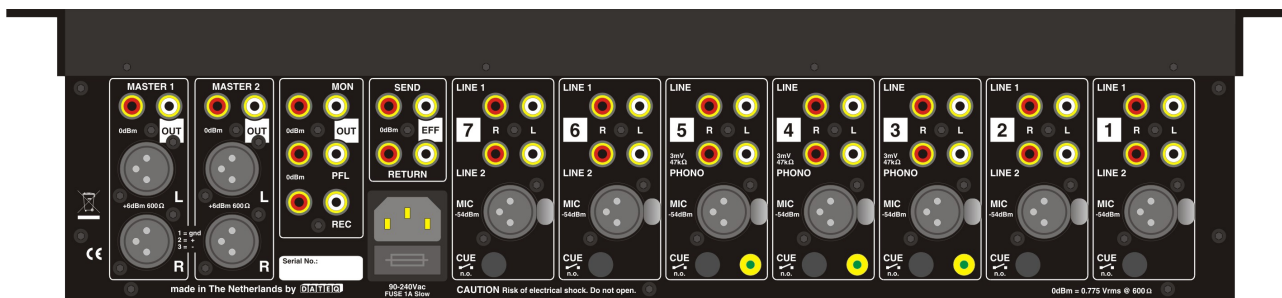 MASTER 1
0dBm
OUT
L
+6dBm 600Ω
R
MASTER 2
0dBm
OUT
L
+6dBm 600Ω
R
1 = gnd
2 = +
3 = -
CE
MON
0dBm
OUT
0dBm
PFL
REC
Serial No.:
SEND
0dBm
EFF
RETURN
90-240Vac
FUSE 1A Slow
LINE 1
7 R L
LINE 2
MIC
-54dBm
CUE
n.o.
LINE 1
6 R L
LINE 2
MIC
-54dBm
CUE
n.o.
LINE
5 R L
3mV
47kΩ
PHONO
MIC
-54dBm
CUE
n.o.
LINE
4 R L
3mV
47kΩ
PHONO
MIC
-54dBm
CUE
n.o.
LINE
3 R L
3mV
47kΩ
PHONO
MIC
-54dBm
CUE
n.o.
LINE 1
2 R L
LINE 2
MIC
-54dBm
CUE
n.o.
LINE 1
1 R L
LINE 2
MIC
-54dBm
CUE
n.o.
made in The Netherlands by DATEQ
CAUTION Risk of electrical shock. Do not open.
0dBm = 0.775 Vrms @ 600Ω